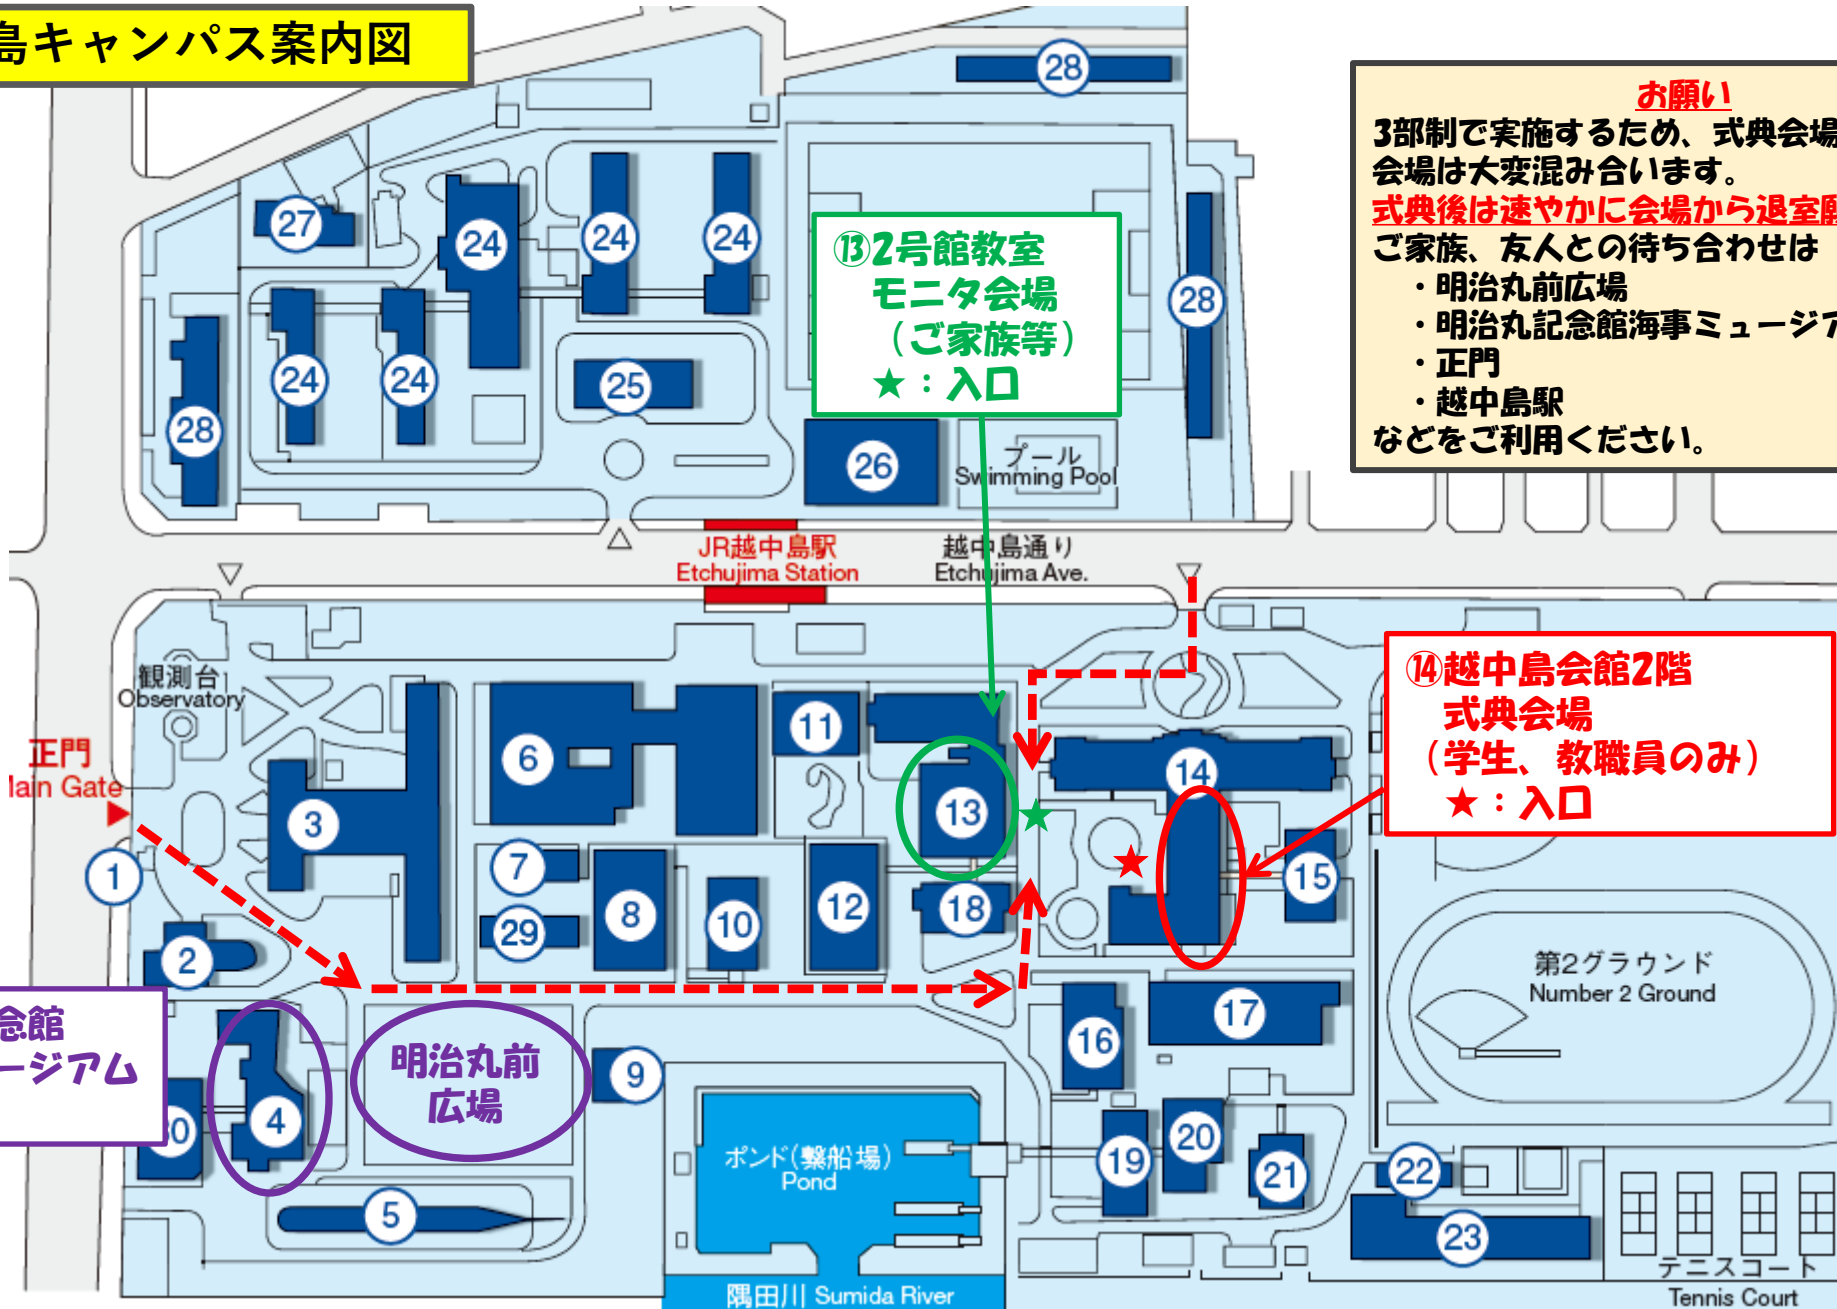 島キャンパス案内図
お願い
3部制で実施するため、式典会場
会場は大変混み合います。
式典後は速やかに会場から退室願
ご家族、友人との待ち合わせは
・明治丸前広場
・明治丸記念館海事ミュージア
・正門
・越中島駅
などをご利用ください。
28
27
24
24
24
28
⑬2号館教室
モニタ会場
（ご家族等）
★：入口
24
24
25
28
26
プール
Swimming Pool
JR越中島駅
Etchujima Station
越中島通り
Etchujima Ave.
観測台
Observatory
⑭越中島会館2階
式典会場
（学生、教職員のみ）
★：入口
正門
Main Gate
6
11
14
3
13
1
7
8
10
12
18
15
29
2
第2グラウンド
Number 2 Ground
念館
ージアム
明治丸前
広場
9
16
17
30
4
ポンド(繋船場)
Pond
19
20
21
22
5
23
隅田川 Sumida River
テニスコート
Tennis Court